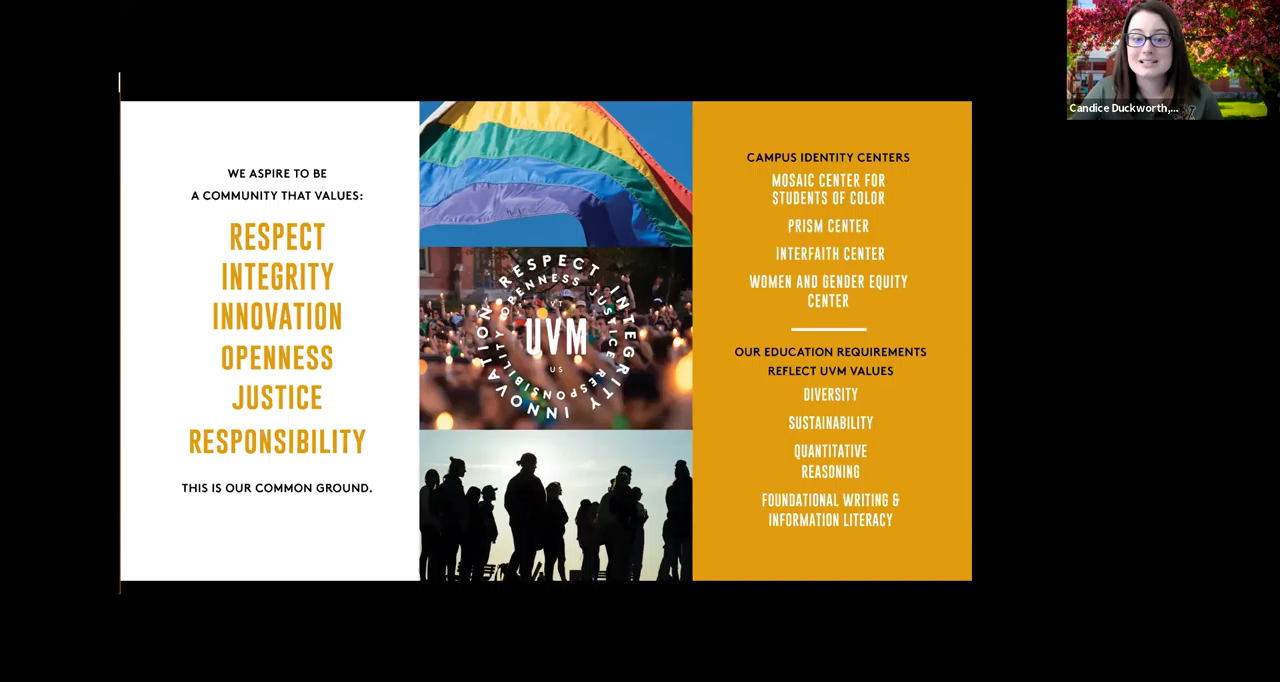 WE ASPIRE TO BE
A COMMUNITY THAT VALUES:
RESPECT
INTEGRITY
INNOVATION
OPENNESS
JUSTICE
RESPONSIBILITY
THIS IS OUR COMMON GROUND.
RESPECT INTEGRITY INNOVATION
OPENNESS JUSTICE RESPONSIBILITY
VT
UVM
US
CAMPUS IDENTITY CENTERS
MOSAIC CENTER FOR
STUDENTS OF COLOR
PRISM CENTER
INTERFAITH CENTER
WOMEN AND GENDER EQUITY
CENTER
OUR EDUCATION REQUIREMENTS
REFLECT UVM VALUES
DIVERSITY
SUSTAINABILITY
QUANTITATIVE
REASONING
FOUNDATIONAL WRITING &
INFORMATION LITERACY
Candice Duckworth,...